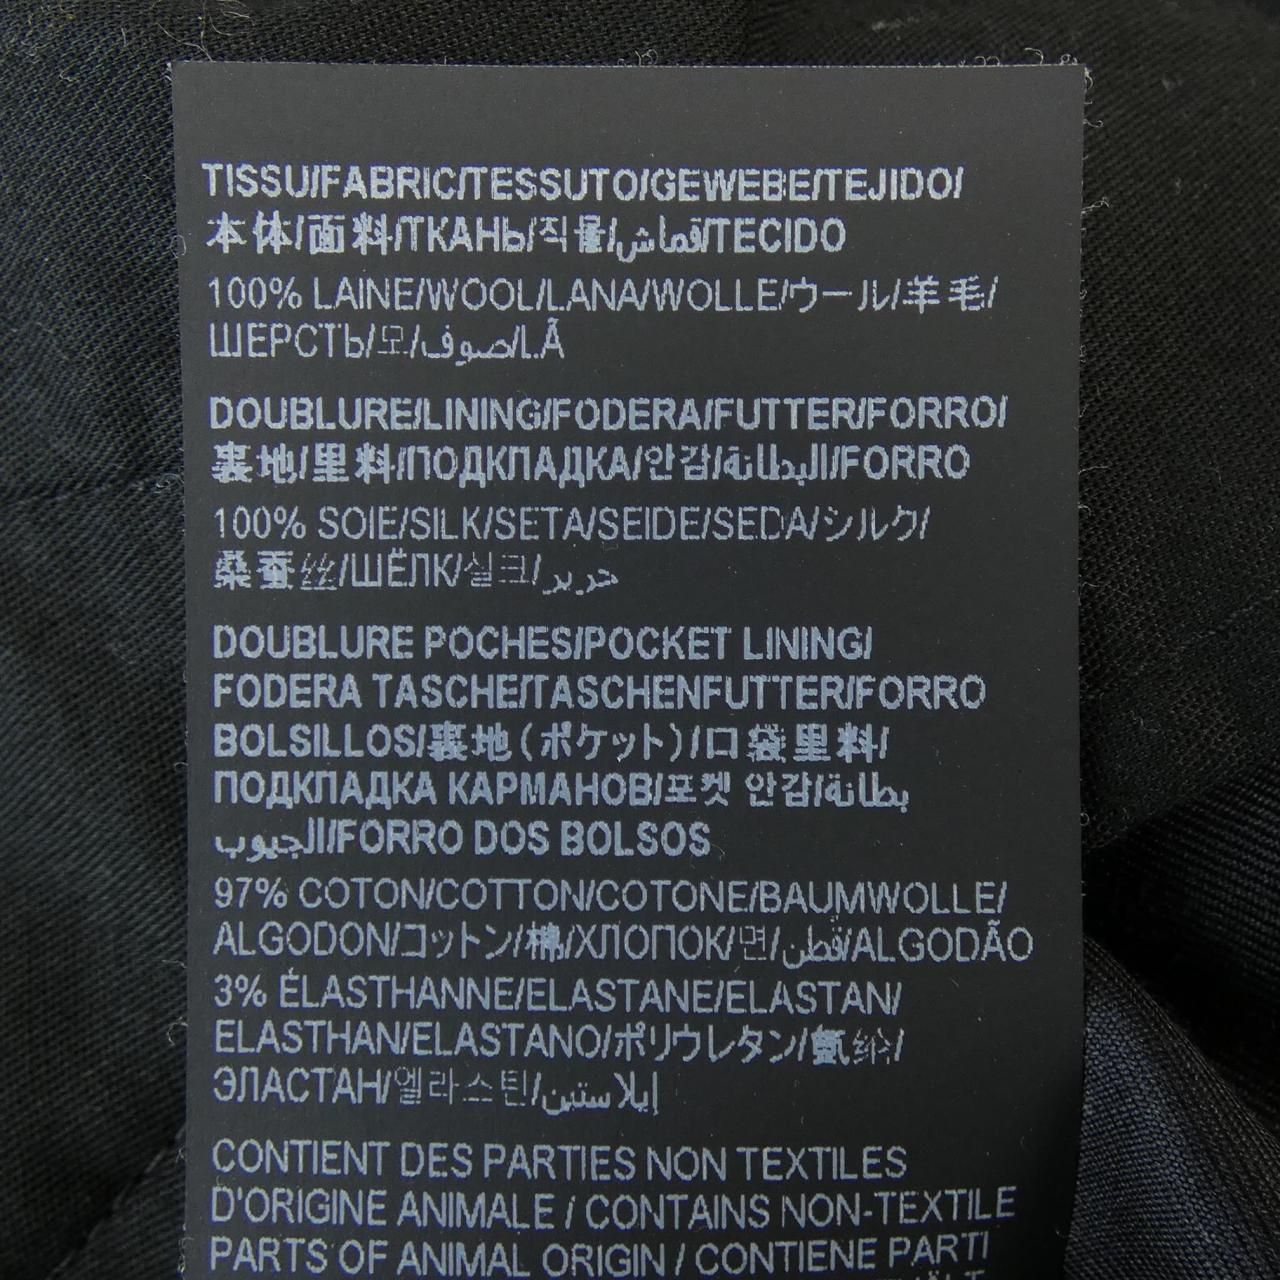 TISSU/FABRIC/TESSUTO/GEWEBE/TEJIDO/
本体/面料/ТКАНЬ/직물/قماش/TECIDO
100% LAINE/WOOL/LANA/WOLLE/ウール/羊毛/
ШЕРСТЬ/모/صوف/LÃ
DOUBLURE/LINING/FODERA/FUTTER/FORRO/
裏地/里料/ПОДКЛАДКА/안감/البطانة/FORRO
100% SOIE/SILK/SETA/SEIDE/SEDA/シルク/
桑蚕丝/ШЁЛК/실크/حرير
DOUBLURE POCHES/POCKET LINING/
FODERA TASCHE/TASCHENFUTTER/FORRO
BOLSILLOS/裏地(ポケット)/口袋里料/
ПОДКЛАДКА КАРМАНОВ/포켓 안감/بطانة
الجيوب/FORRO DOS BOLSOS
97% COTON/COTTON/COTONE/BAUMWOLLE/
ALGODON/コットン/棉/ХЛОПОК/면/قطن/ALGODÃO
3% ÉLASTHANNE/ELASTANE/ELASTAN/
ELASTHAN/ELASTANO/ポリウレタン/氨纶/
ЭЛАСТАН/엘라스틴/إيلاستين
CONTIENT DES PARTIES NON TEXTILES
D'ORIGINE ANIMALE / CONTAINS NON-TEXTILE
PARTS OF ANIMAL ORIGIN / CONTIENE PARTI